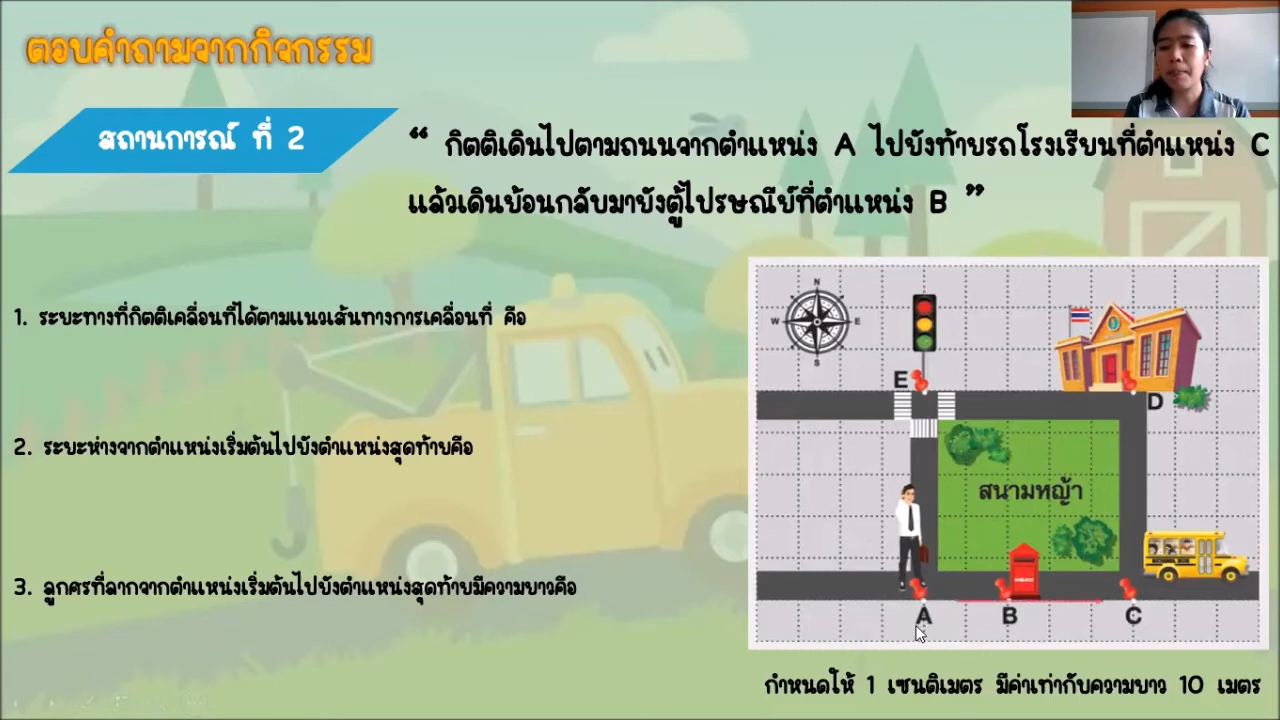 ตอบคำถามจากกิจกรรม
สถานการณ์ ที่ 2
“ กิตติเดินไปตามถนนจากตำแหน่ง A ไปยังท้ายรถโรงเรียนที่ตำแหน่ง C
แล้วเดินย้อนกลับมายังตู้ไปรษณีย์ที่ตำแหน่ง B ”
1. ระยะทางที่กิตติเคลื่อนที่ได้ตามแนวเส้นทางการเคลื่อนที่ คือ
2. ระยะห่างจากตำแหน่งเริ่มต้นไปยังตำแหน่งสุดท้ายคือ
3. ลูกศรที่ลากจากตำแหน่งเริ่มต้นไปยังตำแหน่งสุดท้ายมีความยาวคือ
N
W E
S
E
D
สนามหญ้า
SCHOOL BUS
A B C
กำหนดให้ 1 เซนติเมตร มีค่าเท่ากับความยาว 10 เมตร